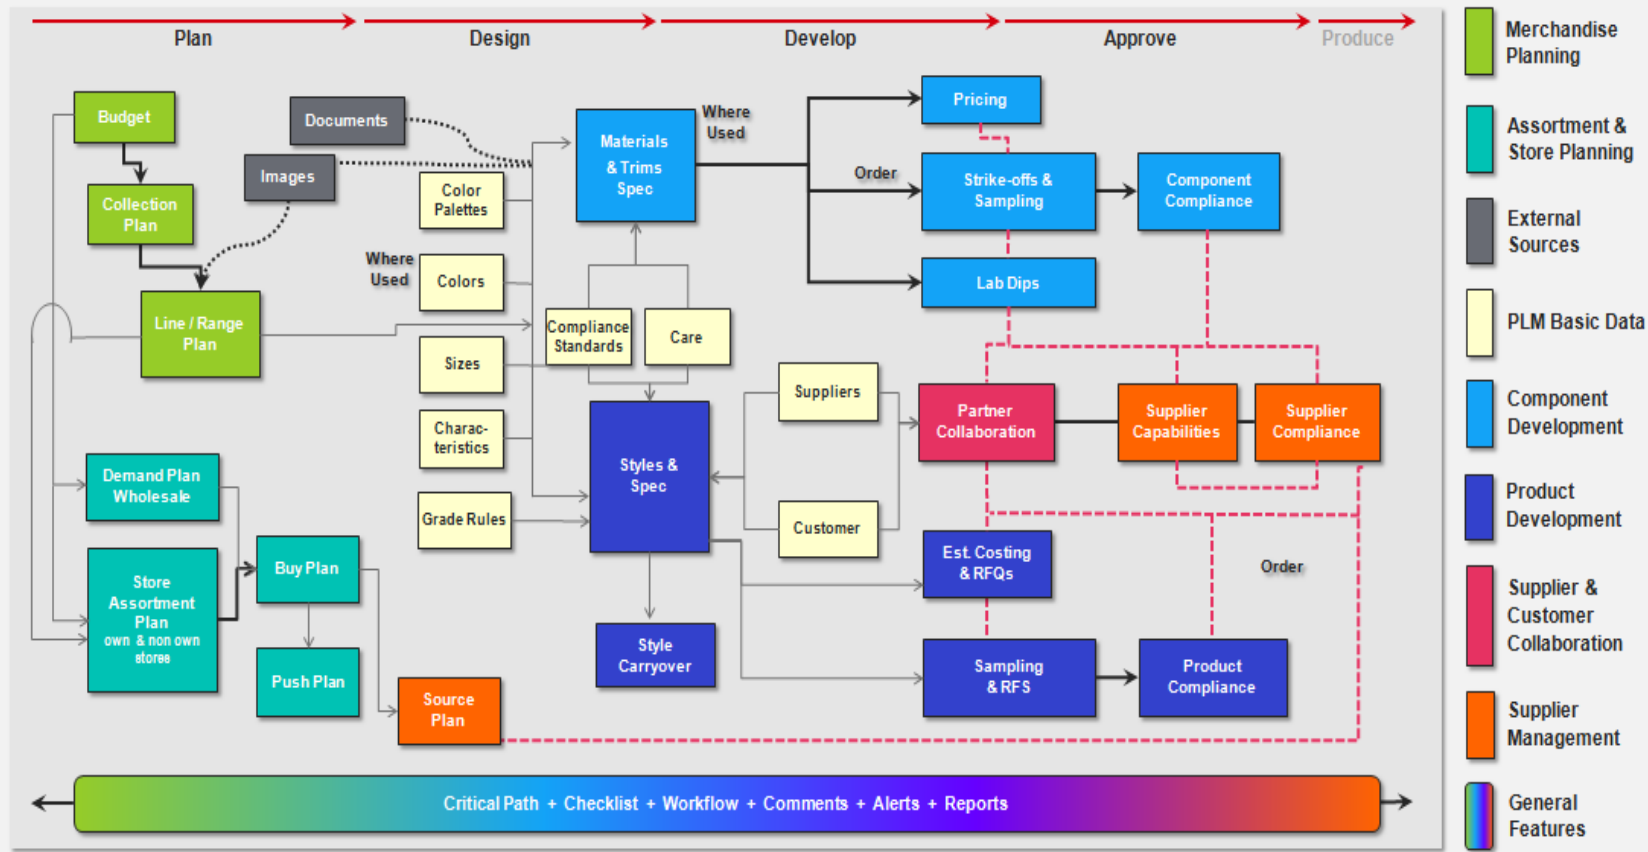 Plan
Design
Develop
Approve
Produce
Budget
Collection
Plan
Line / Range
Plan
Documents
Images
Where
Used
Color
Palettes
Colors
Sizes
Charac-
teristics
Grade Rules
Compliance
Standards
Care
Materials
& Trims
Spec
Where
Used
Order
Pricing
Strike-offs &
Sampling
Component
Compliance
Lab Dips
Suppliers
Customer
Partner
Collaboration
Supplier
Capabilities
Supplier
Compliance
Styles &
Spec
Style
Carryover
Est. Costing
& RFQs
Order
Sampling
& RFS
Product
Compliance
Demand Plan
Wholesale
Store
Assortment
Plan
own & non own
stores
Buy Plan
Push Plan
Source
Plan
Critical Path + Checklist + Workflow + Comments + Alerts + Reports
Merchandise
Planning
Assortment &
Store Planning
External
Sources
PLM Basic Data
Component
Development
Product
Development
Supplier &
Customer
Collaboration
Supplier
Management
General
Features